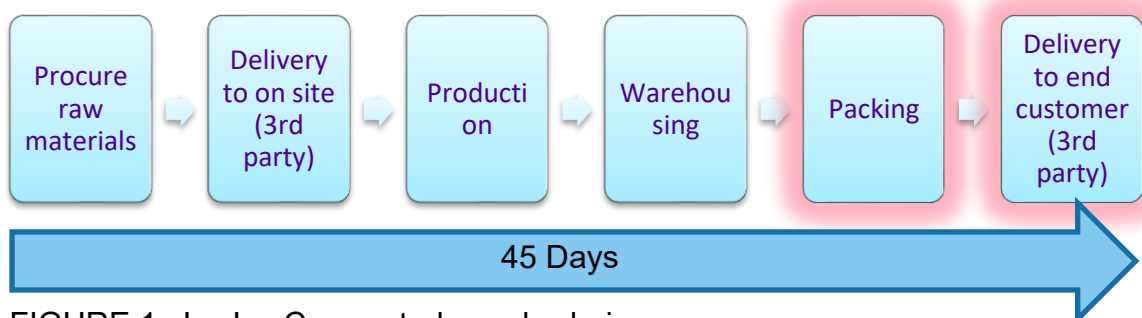 Procure
raw
materials
Delivery
to on site
(3rd
party)
Producti
on
Warehou
sing
Packing
Delivery
to end
customer
(3rd
party)
45 Days